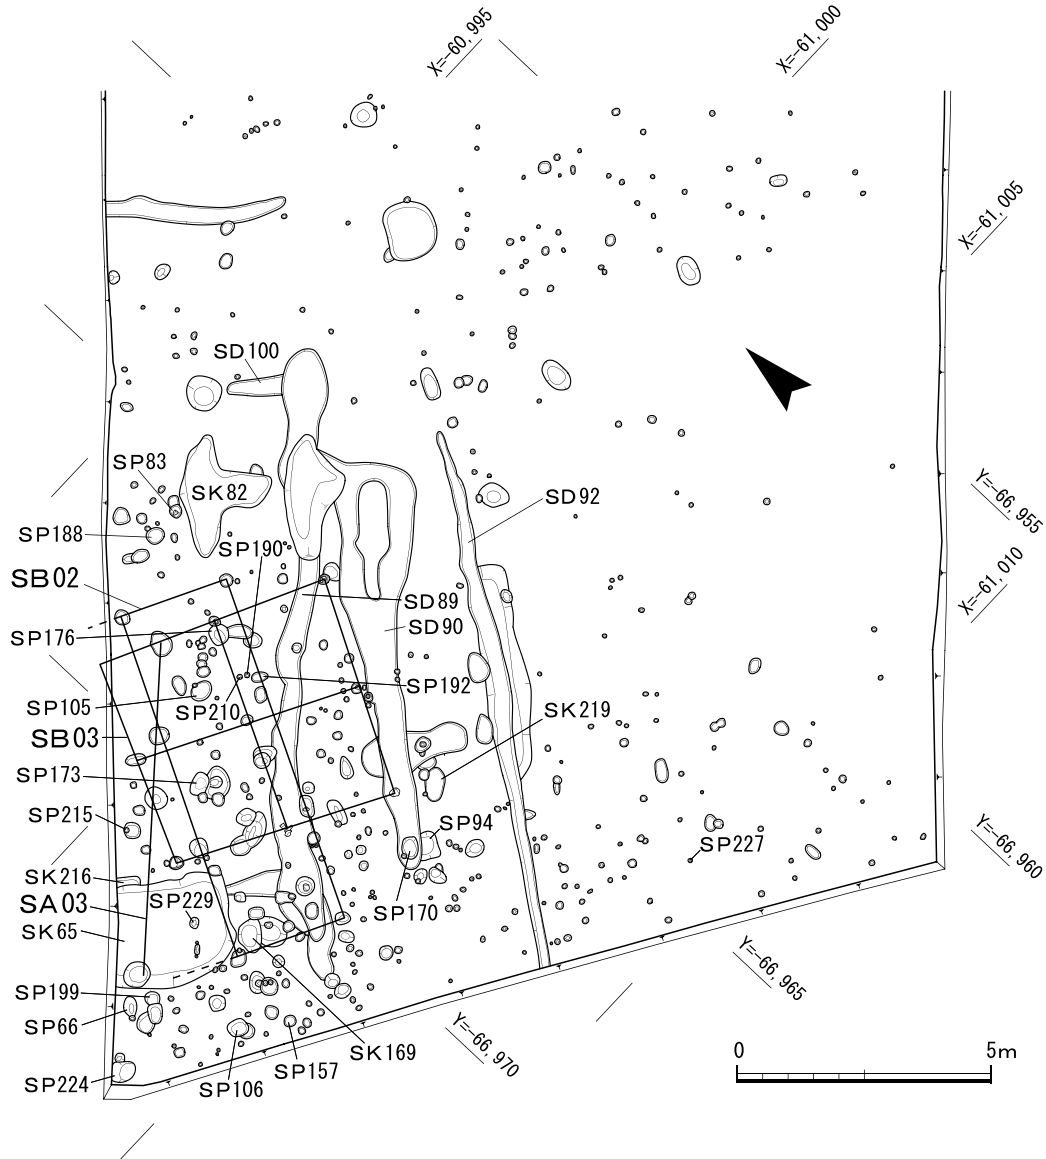 X=-60,995
X=-61,000
X=-61,005
SD100
SP83
SK82
SD92
Y=-66,955
SP188
SP190
X=-61,010
SB02
SD89
SD90
SP176
SP192
SP105
SP210
SK219
SB03
SP173
SP215
SP94
SP227
Y=-66,960
SK216
SA03
SP229
SP170
SK65
Y=-66,965
SP199
SP66
Y=-66,970
SK169
SP157
SP224
SP106
0 5m